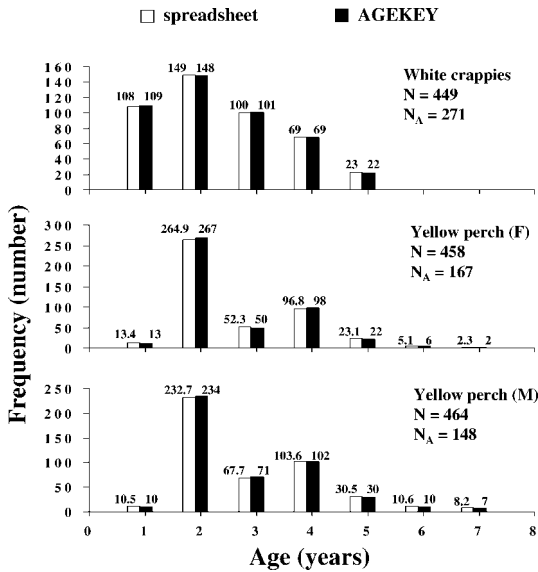 spreadsheet AGEKEY
160
140
120
100
80
60
40
20
0
108 109 149 148 100 101 69 69 23 22
White crappies
N = 449
N_A = 271
300
250
200
150
100
50
0
13.4 13 264.9 267 52.3 50 96.8 98 23.1 22 5.1 6 2.3 2
Yellow perch (F)
N = 458
N_A = 167
250
200
150
100
50
0
10.5 10 232.7 234 67.7 71 103.6 102 30.5 30 10.6 10 8.2 7
Yellow perch (M)
N = 464
N_A = 148
0 1 2 3 4 5 6 7 8
Age (years)
Frequency (number)